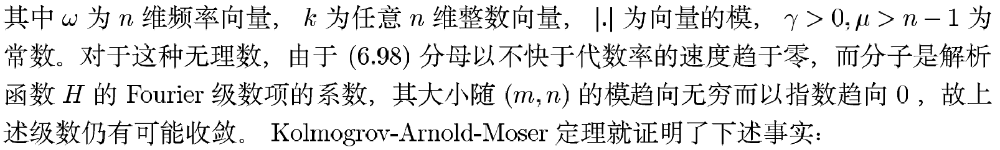 其中 ω 为 n 维频率向量， k 为任意 n 维整数向量， |.| 为向量的模， γ > 0, μ > n − 1 为
常数。对于这种无理数，由于 (6.98) 分母以不快于代数率的速度趋于零，而分子是解析
函数 H 的 Fourier 级数项的系数，其大小随 (m, n) 的模趋向无穷而以指数趋向 0 ，故上
述级数仍有可能收敛。 Kolmogrov-Arnold-Moser 定理就证明了下述事实：